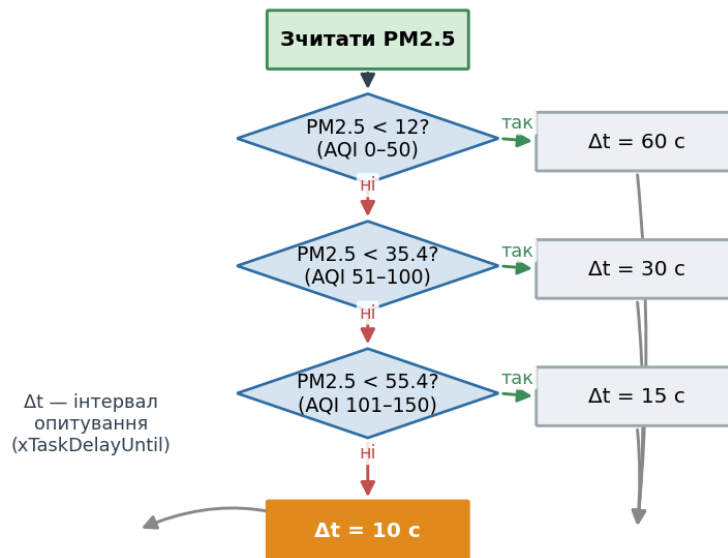 Зчитати PM2.5
PM2.5 < 12?
(AQI 0–50)
так
Δt = 60 с
ні
PM2.5 < 35.4?
(AQI 51–100)
так
Δt = 30 с
ні
PM2.5 < 55.4?
(AQI 101–150)
так
Δt = 15 с
Δt — інтервал
опитування
(xTaskDelayUntil)
ні
Δt = 10 с